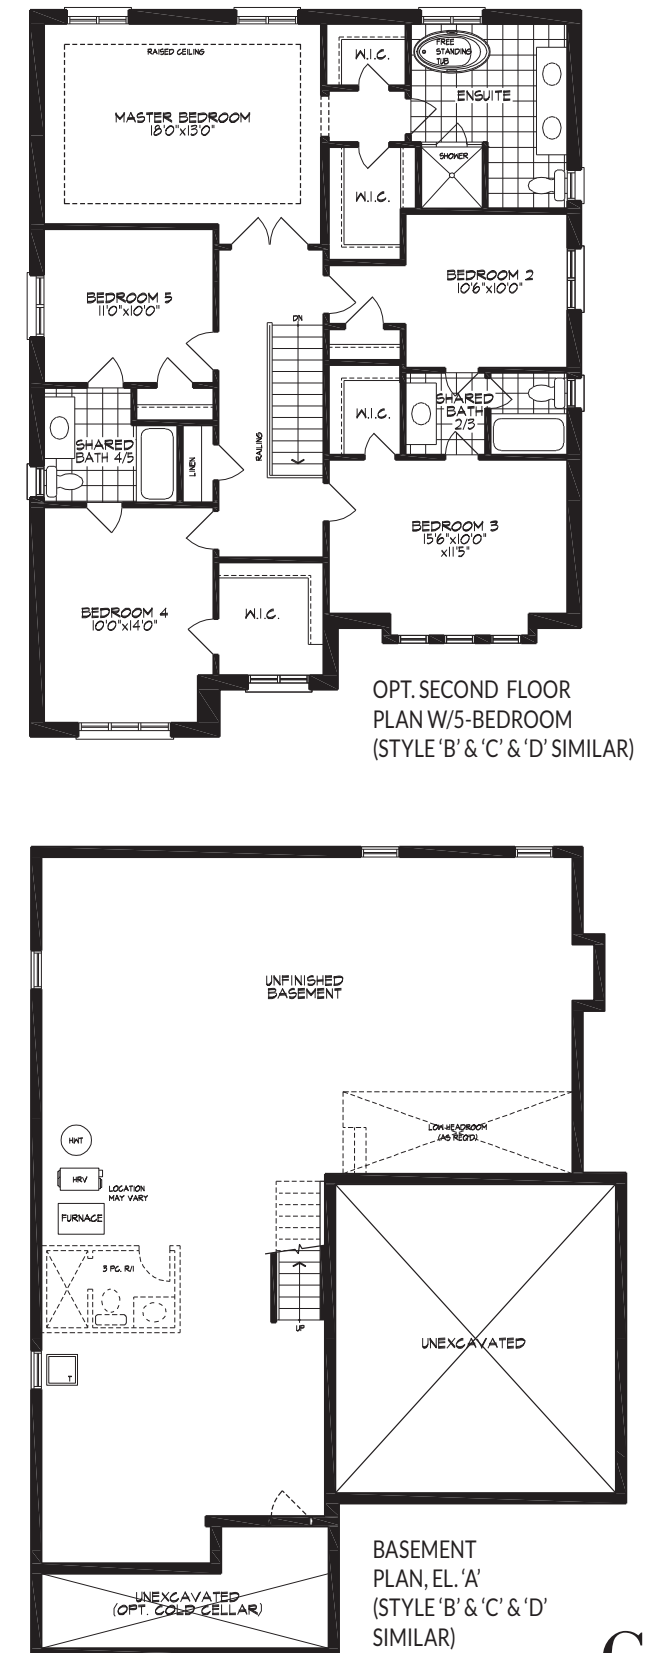 RAISED CEILING
MASTER BEDROOM
18'0"x13'0"
W.I.C.
FREE
STANDING
TUB
ENSUITE
SHOWER
W.I.C.
BEDROOM 2
10'6"x10'0"
BEDROOM 5
11'0"x10'0"
DN
RAILING
W.I.C.
SHARED
BATH
2/3
SHARED
BATH 4/5
LINEN
BEDROOM 3
15'6"x10'0"
x11'5"
BEDROOM 4
10'0"x14'0"
W.I.C.
OPT. SECOND FLOOR
PLAN W/5-BEDROOM
(STYLE ‘B’ & ‘C’ & ‘D’ SIMILAR)
UNFINISHED
BASEMENT
LOW HEADROOM
(AS REQ'D)
HWT
HRV
LOCATION
MAY VARY
FURNACE
3 PC. R/I
UP
UNEXCAVATED
T
UNEXCAVATED
(OPT. COLD CELLAR)
BASEMENT
PLAN, EL. ‘A’
(STYLE ‘B’ & ‘C’ & ‘D’
SIMILAR)